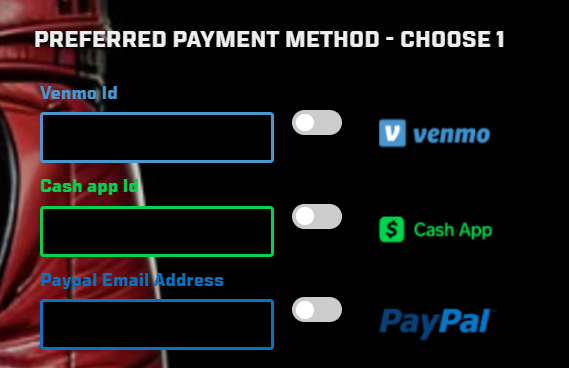 PREFERRED PAYMENT METHOD - CHOOSE 1
Venmo Id
venmo
Cash app Id
Cash App
Paypal Email Address
PayPal